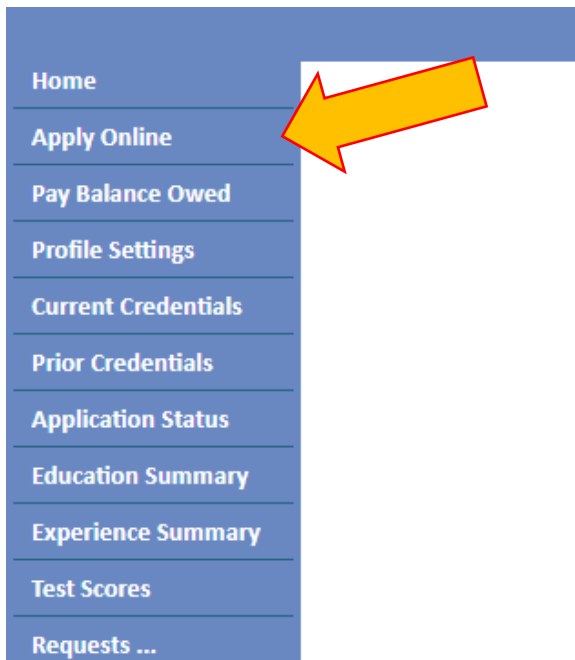 Home
Apply Online
Pay Balance Owed
Profile Settings
Current Credentials
Prior Credentials
Application Status
Education Summary
Experience Summary
Test Scores
Requests ...